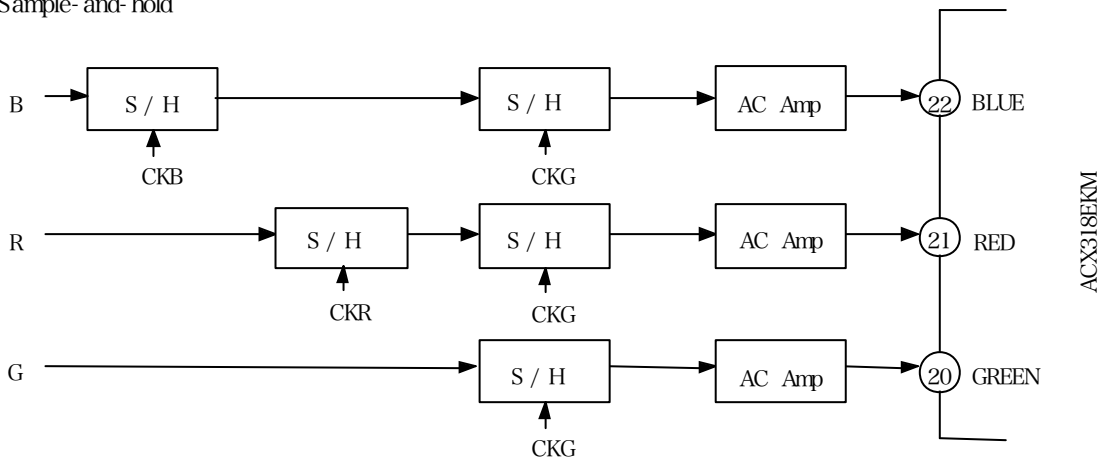 Sample-and-hold
B S/H S/H AC Amp 22 BLUE
CKB CKG
R S/H S/H AC Amp 21 RED
CKR CKG
G S/H AC Amp 20 GREEN
CKG
ACX318EKM